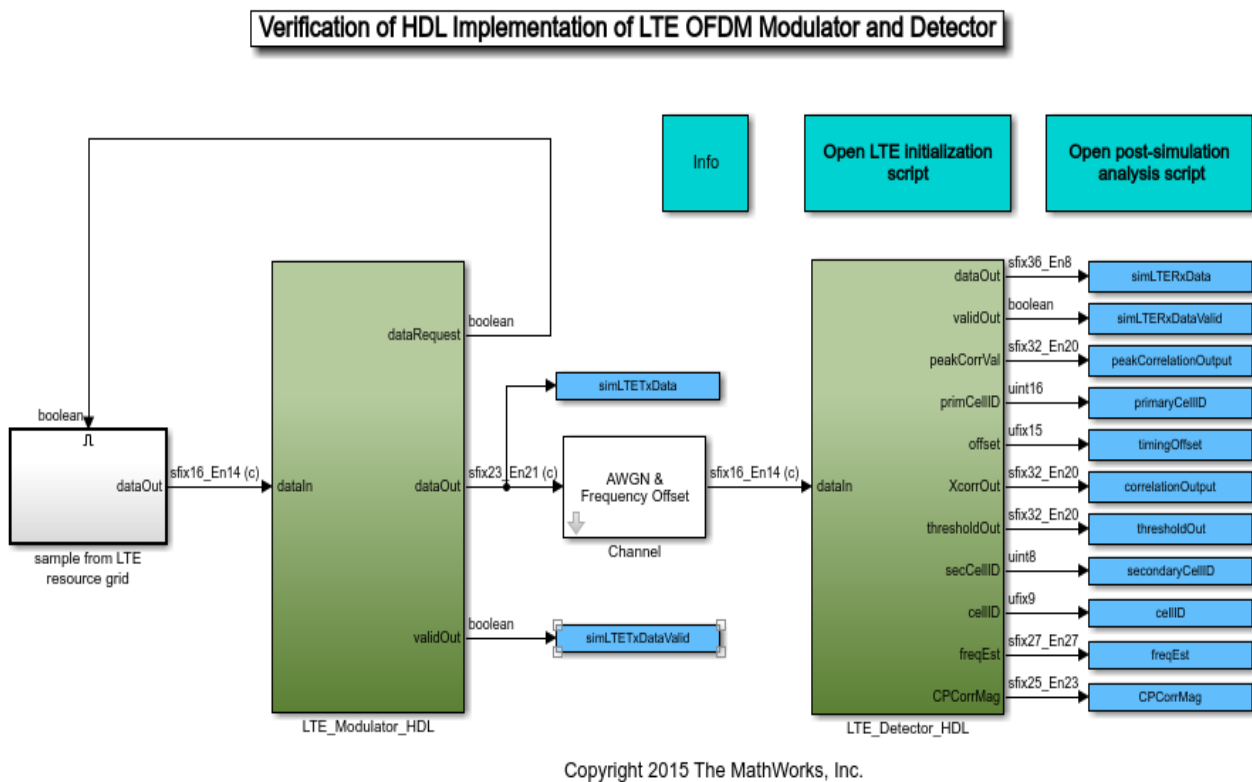 Verification of HDL Implementation of LTE OFDM Modulator and Detector
Info
Open LTE initialization
script
Open post-simulation
analysis script
boolean
dataOut
sample from LTE
resource grid
sfix16_En14 (c)
dataIn
dataRequest
dataOut
validOut
LTE_Modulator_HDL
boolean
simLTETxData
sfix23_En21 (c)
AWGN &
Frequency Offset
Channel
boolean
simLTETxDataValid
sfix16_En14 (c)
dataIn
LTE_Detector_HDL
dataOut
sfix36_En8
simLTERxData
validOut
boolean
simLTERxDataValid
peakCorrVal
sfix32_En20
peakCorrelationOutput
primCellID
uint16
primaryCellID
offset
ufix15
timingOffset
XcorrOut
sfix32_En20
correlationOutput
thresholdOut
sfix32_En20
thresholdOut
secCellID
uint8
secondaryCellID
cellID
ufix9
cellID
freqEst
sfix27_En27
freqEst
CPCorrMag
sfix25_En23
CPCorrMag
Copyright 2015 The MathWorks, Inc.